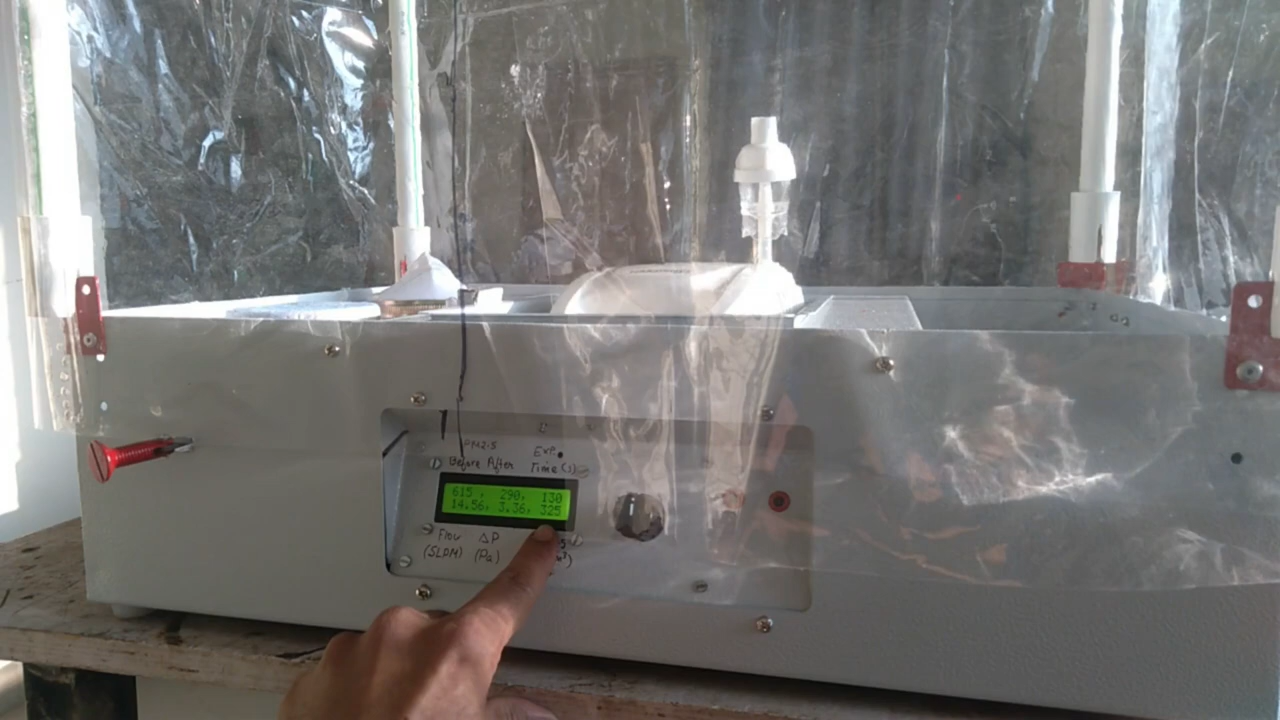 PM2.5 Exp.
Before After Time(s)
615, 290, 130
14.56, 3.36, 325
Flow ΔP
(SLPM) (Pa)